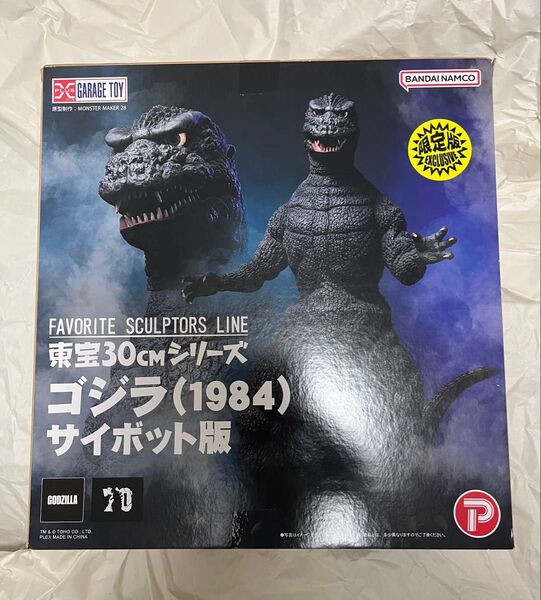 GARAGE TOY
原型制作：MONSTER MAKER 28
BANDAI NAMCO
限定版
EXCLUSIVE
FAVORITE SCULPTORS LINE
東宝30CMシリーズ
ゴジラ(1984)
サイボット版
GODZILLA
70
TM & © TOHO CO., LTD.
PLEX MADE IN CHINA
P